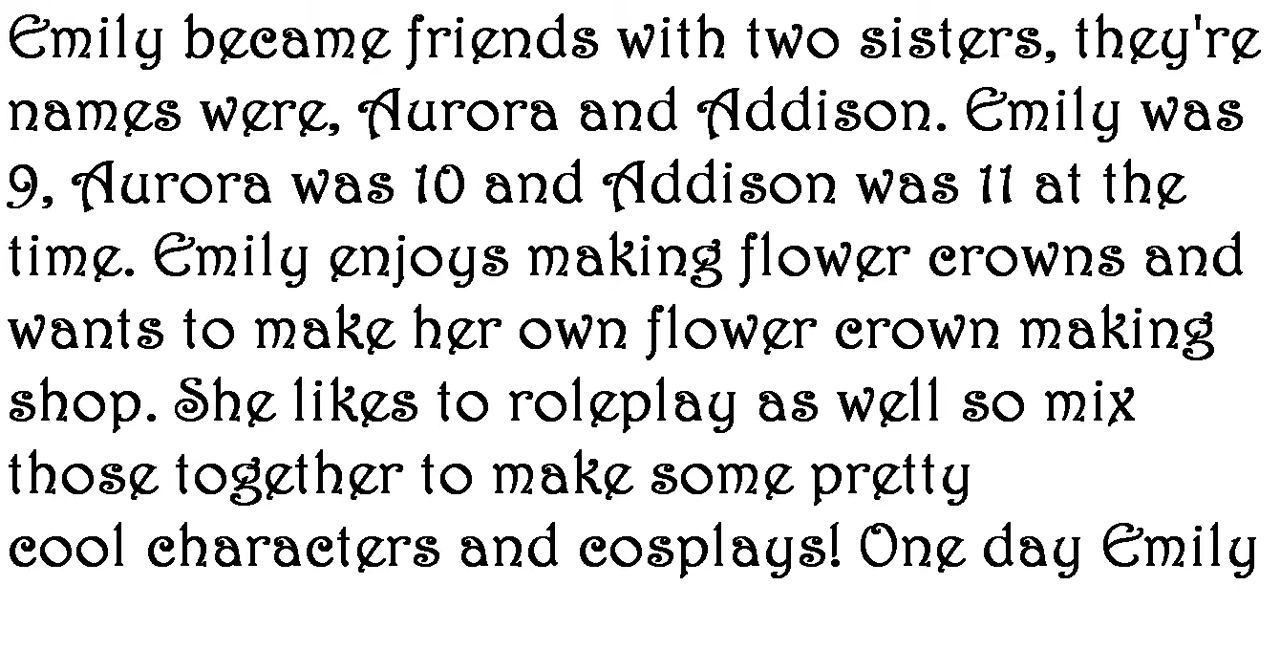 Emily became friends with two sisters, they're
names were, Aurora and Addison. Emily was
9, Aurora was 10 and Addison was 11 at the
time. Emily enjoys making flower crowns and
wants to make her own flower crown making
shop. She likes to roleplay as well so mix
those together to make some pretty
cool characters and cosplays! One day Emily